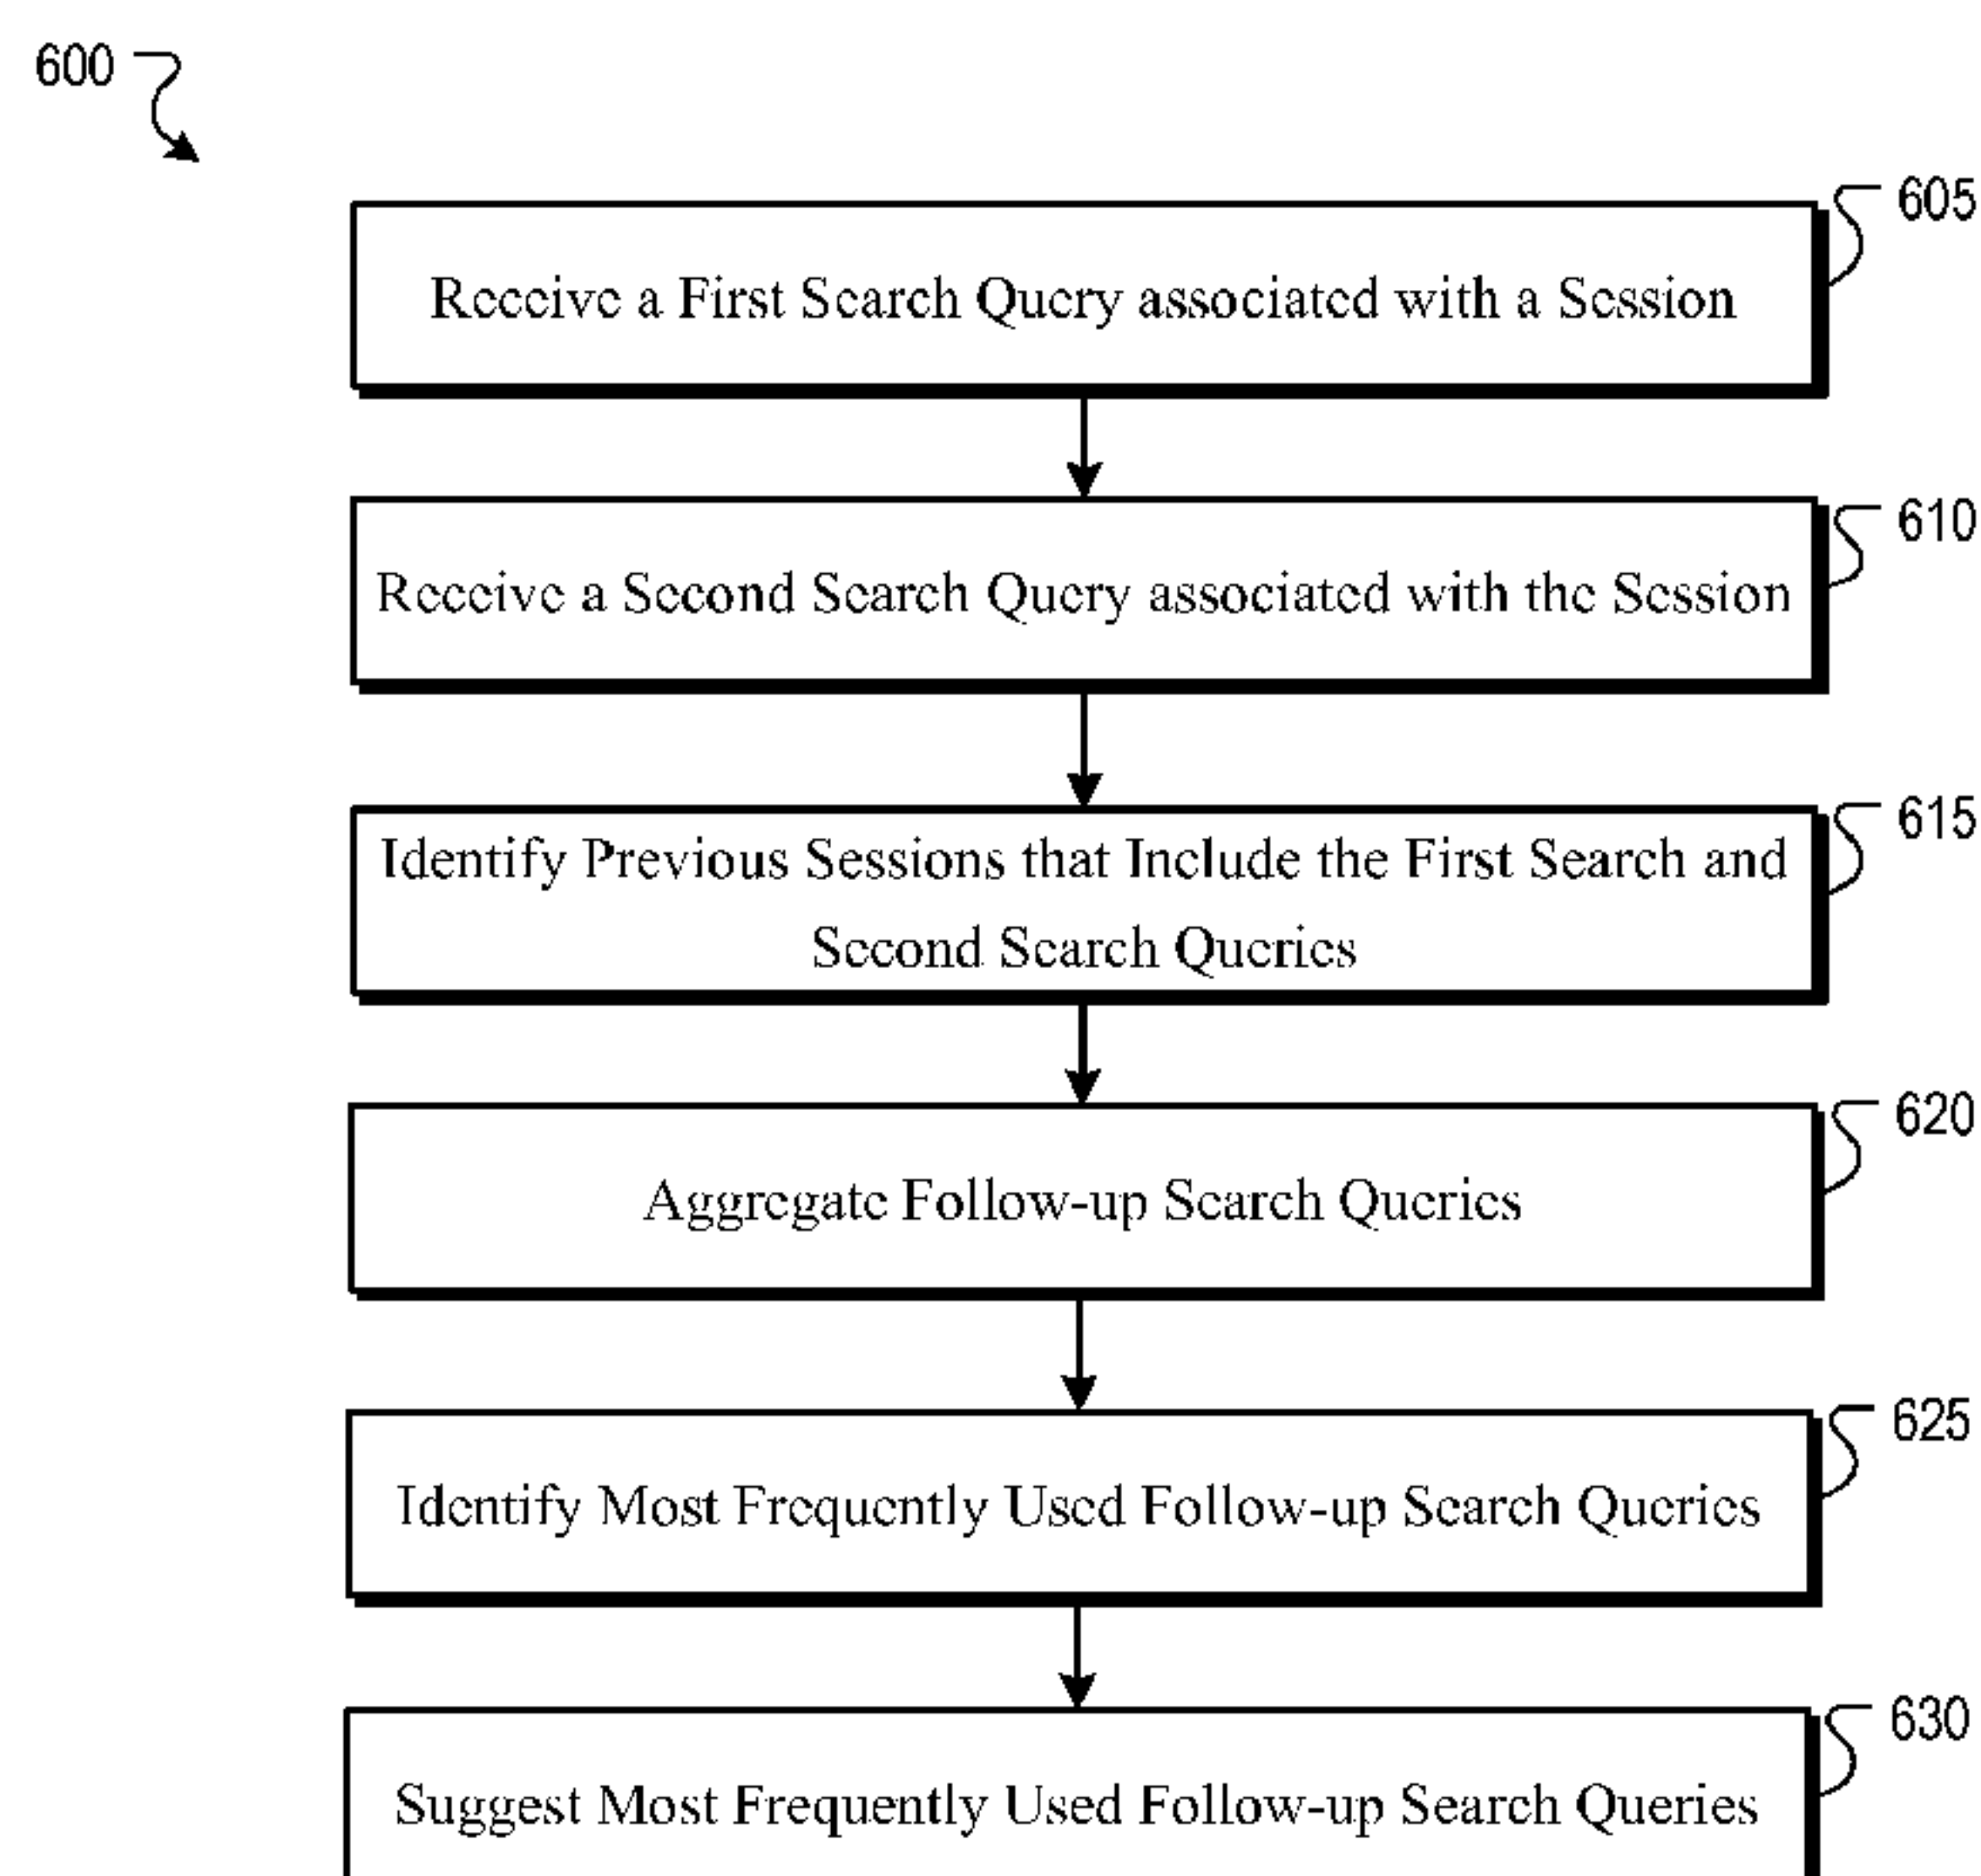 600
605
Receive a First Search Query associated with a Session
610
Receive a Second Search Query associated with the Session
615
Identify Previous Sessions that Include the First Search and
Second Search Queries
620
Aggregate Follow-up Search Queries
625
Identify Most Frequently Used Follow-up Search Queries
630
Suggest Most Frequently Used Follow-up Search Queries